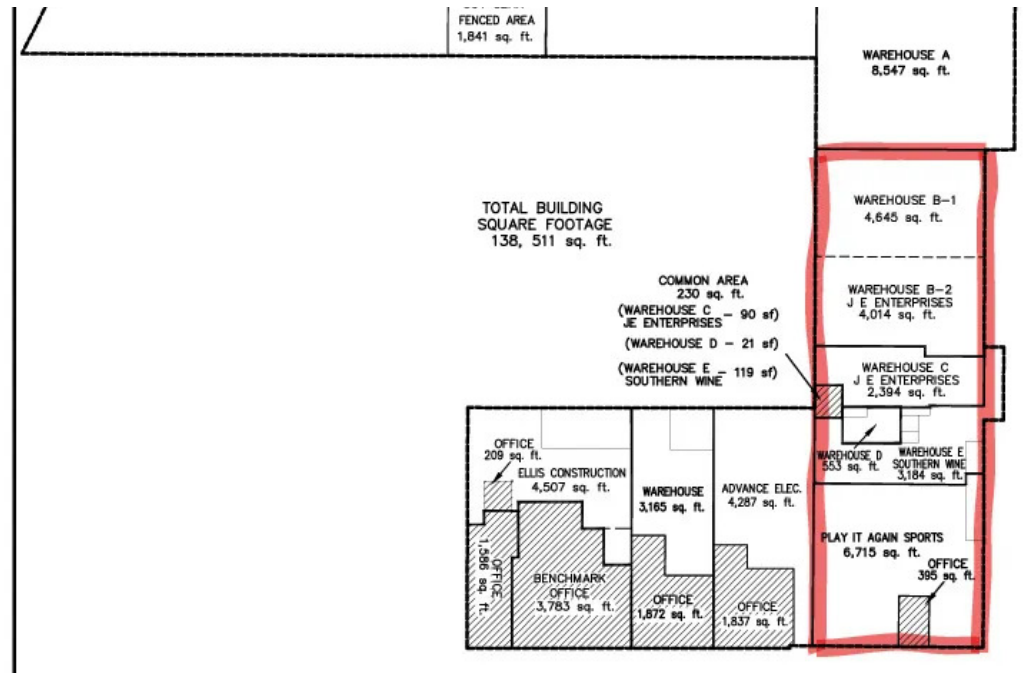 FENCED AREA
1,841 sq. ft.
WAREHOUSE A
8,547 sq. ft.
WAREHOUSE B-1
4,645 sq. ft.
TOTAL BUILDING
SQUARE FOOTAGE
138, 511 sq. ft.
COMMON AREA
230 sq. ft.
(WAREHOUSE C - 90 sf)
JE ENTERPRISES
(WAREHOUSE D - 21 sf)
(WAREHOUSE E - 119 sf)
SOUTHERN WINE
WAREHOUSE B-2
J E ENTERPRISES
4,014 sq. ft.
WAREHOUSE C
J E ENTERPRISES
2,394 sq. ft.
OFFICE
209 sq. ft.
ELLIS CONSTRUCTION
4,507 sq. ft.
WAREHOUSE
3,165 sq. ft.
ADVANCE ELEC.
4,287 sq. ft.
WAREHOUSE D
553 sq. ft.
WAREHOUSE E
SOUTHERN WINE
3,184 sq. ft.
PLAY IT AGAIN SPORTS
6,715 sq. ft.
OFFICE
395 sq. ft.
OFFICE
1,586 sq. ft.
BENCHMARK
OFFICE
3,783 sq. ft.
OFFICE
1,872 sq. ft.
OFFICE
1,837 sq. ft.